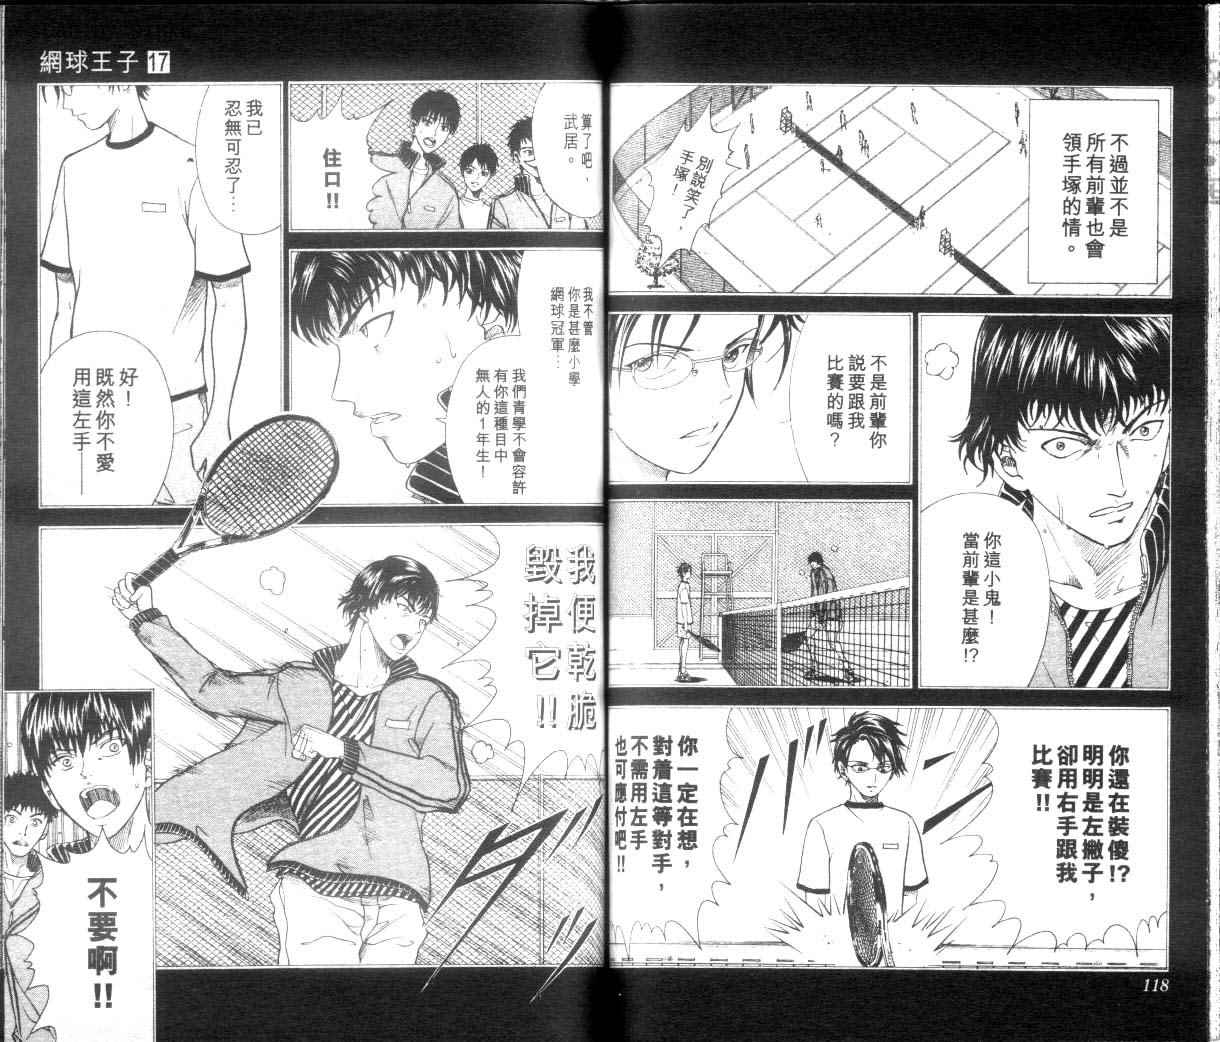 網球王子 17
不過並不是
所有前輩也會
領手塚的情。
別説笑了，
手塚！
你這小鬼！
當前輩是甚麼!?
不是前輩你
説要跟我
比賽的嗎？
你還在裝傻!?
明明是左撇子，
卻用右手跟我
比賽!!
你一定在想，
對着這等對手，
不需用左手
也可應付吧!!
118
算了吧，
武居。
住口!!
我已
忍無可忍了…
我不管
你是甚麼小學
網球冠軍…
我們青學不會容許
有你這種目中
無人的1年生！
好！
既然你不愛
用這左手——
我便乾脆
毀掉它!!
不要啊!!